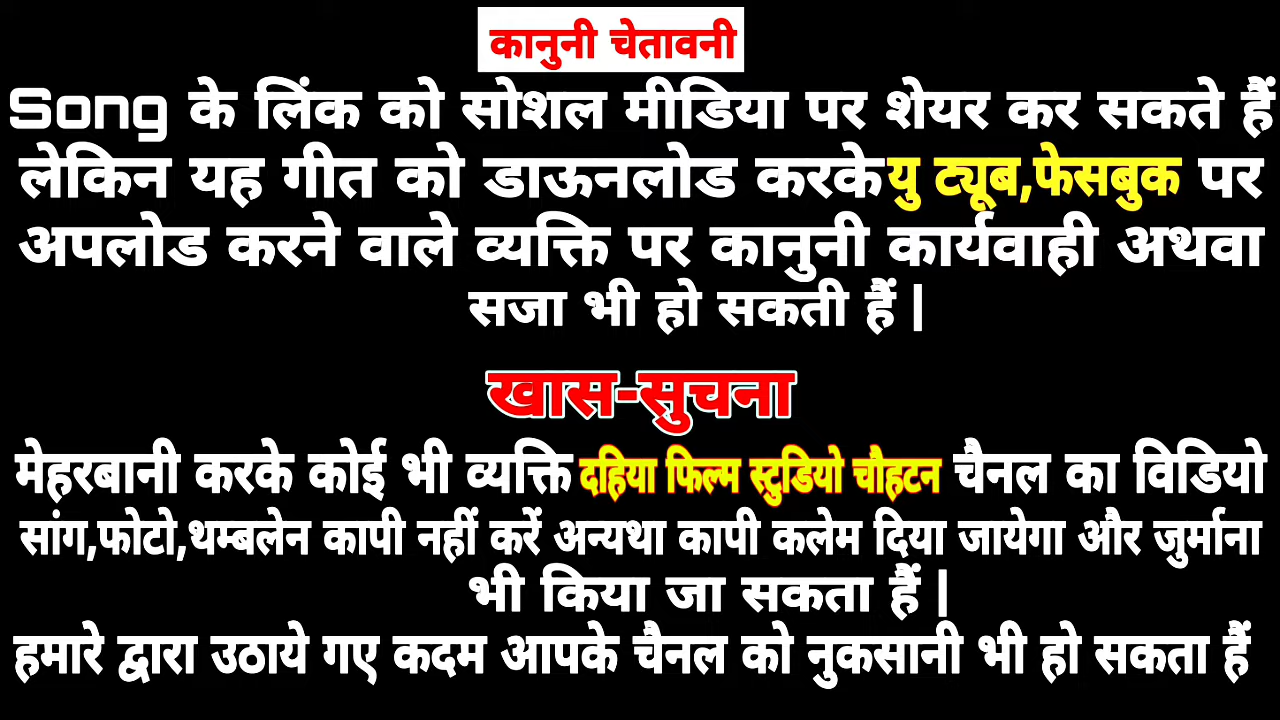 कानुनी चेतावनी
Song के लिंक को सोशल मीडिया पर शेयर कर सकते हैं
लेकिन यह गीत को डाऊनलोड करके यु ट्यूब,फेसबुक पर
अपलोड करने वाले व्यक्ति पर कानुनी कार्यवाही अथवा
सजा भी हो सकती हैं |
खास-सुचना
मेहरबानी करके कोई भी व्यक्ति दहिया फिल्म स्टुडियो चौहटन चैनल का विडियो
सांग,फोटो,थम्बलेन कापी नहीं करें अन्यथा कापी कलेम दिया जायेगा और जुर्माना
भी किया जा सकता हैं |
हमारे द्वारा उठाये गए कदम आपके चैनल को नुकसानी भी हो सकता हैं